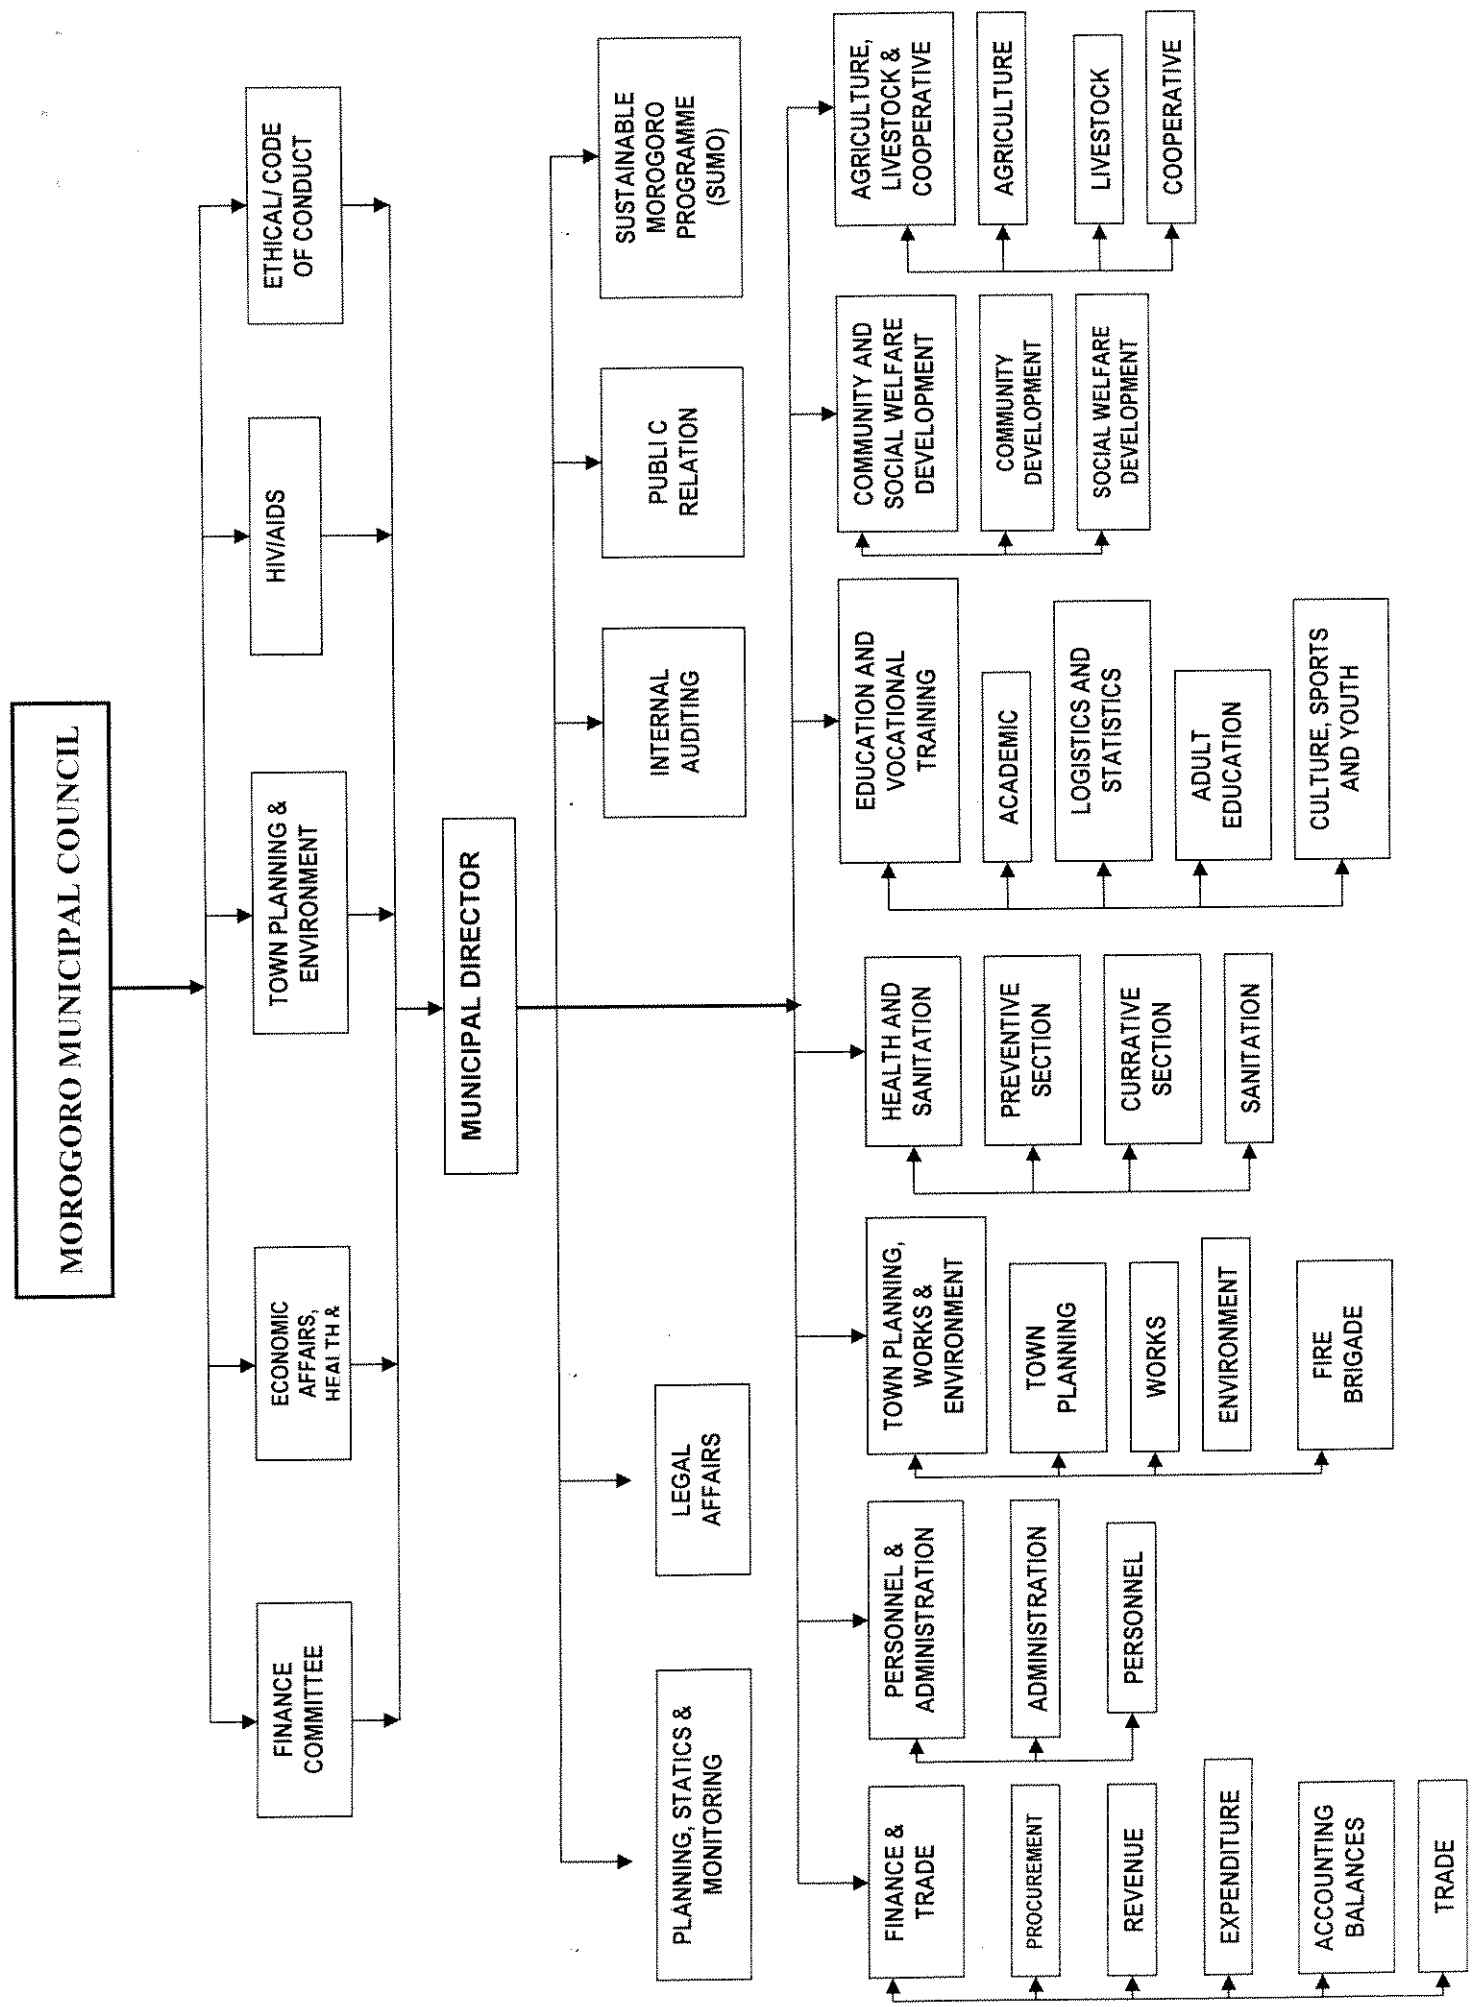 MOROGORO MUNICIPAL COUNCIL
FINANCE
COMMITTEE
ECONOMIC
AFFAIRS,
HEALTH &
TOWN PLANNING &
ENVIRONMENT
HIV/AIDS
ETHICAL/ CODE
OF CONDUCT
MUNICIPAL DIRECTOR
PLANNING, STATICS &
MONITORING
LEGAL
AFFAIRS
INTERNAL
AUDITING
PUBLIC
RELATION
SUSTAINABLE
MOROGORO
PROGRAMME
(SUMO)
FINANCE &
TRADE
PROCUREMENT
REVENUE
EXPENDITURE
ACCOUNTING
BALANCES
TRADE
PERSONNEL &
ADMINISTRATION
ADMINISTRATION
PERSONNEL
TOWN PLANNING,
WORKS &
ENVIRONMENT
TOWN
PLANNING
WORKS
ENVIRONMENT
FIRE
BRIGADE
HEALTH AND
SANITATION
PREVENTIVE
SECTION
CURRATIVE
SECTION
SANITATION
EDUCATION AND
VOCATIONAL
TRAINING
ACADEMIC
LOGISTICS AND
STATISTICS
ADULT
EDUCATION
CULTURE, SPORTS
AND YOUTH
COMMUNITY AND
SOCIAL WELFARE
DEVELOPMENT
COMMUNITY
DEVELOPMENT
SOCIAL WELFARE
DEVELOPMENT
AGRICULTURE,
LIVESTOCK &
COOPERATIVE
AGRICULTURE
LIVESTOCK
COOPERATIVE